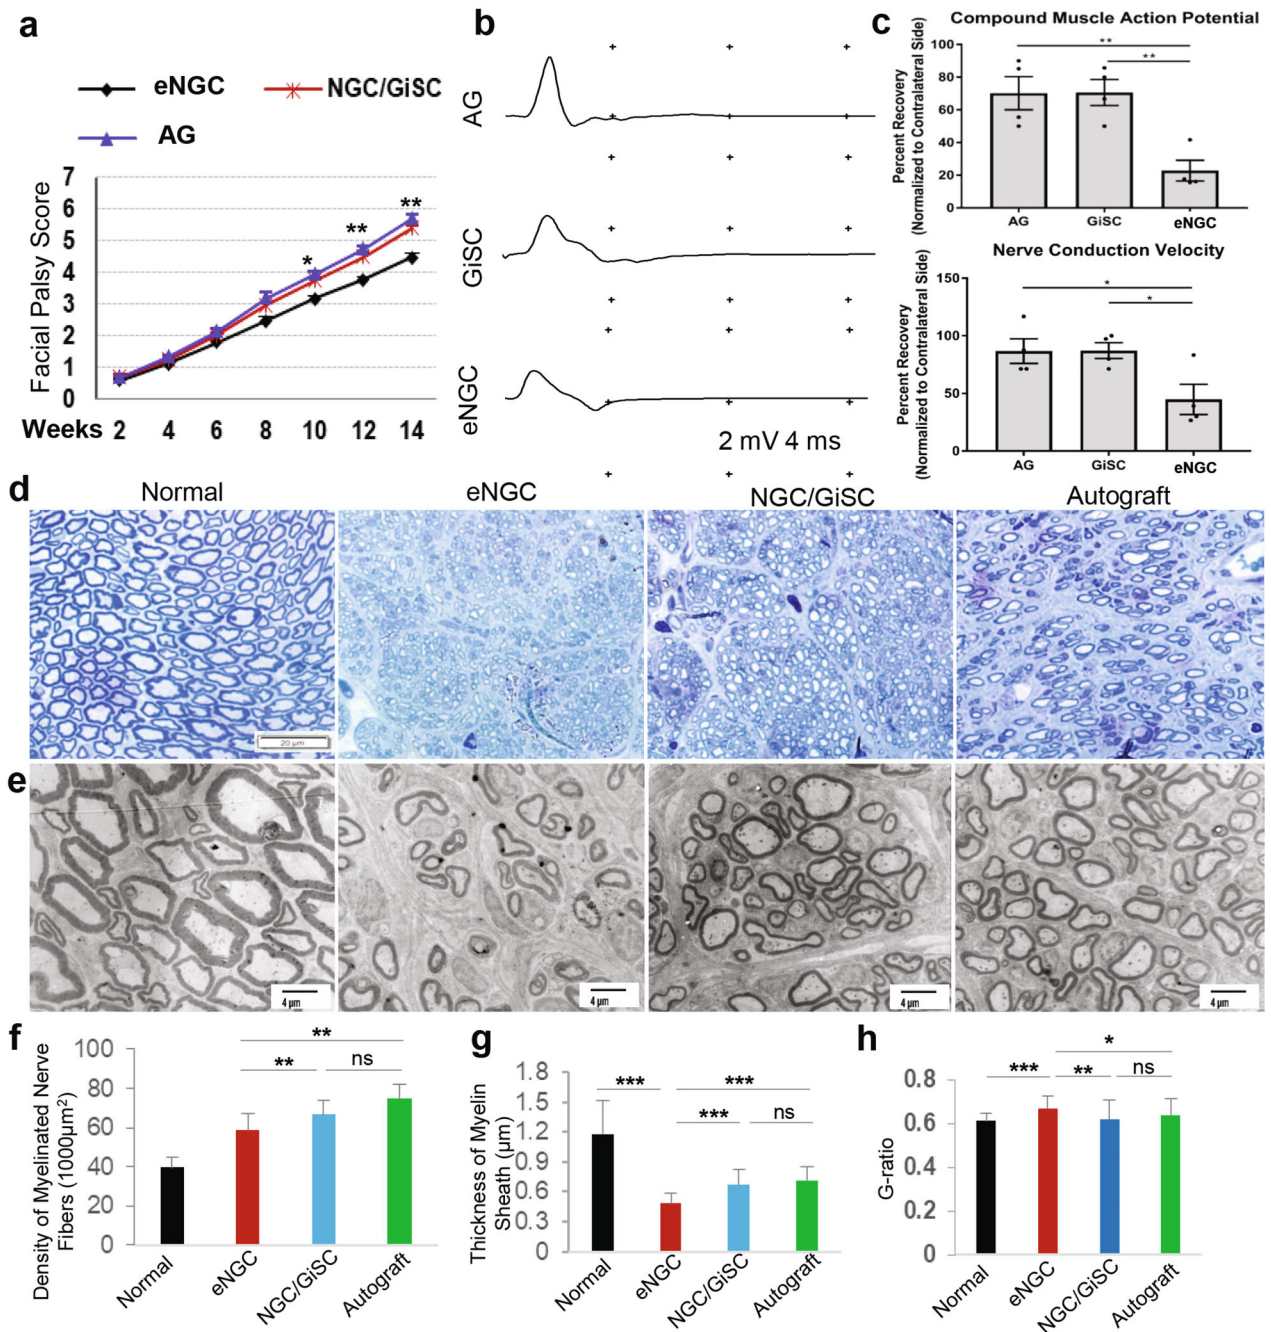 a
eNGC
NGC/GiSC
AG
Facial Palsy Score
7
6
5
4
3
2
1
0
*
**
**
Weeks 2 4 6 8 10 12 14
b
AG
GiSC
eNGC
2 mV 4 ms
c
Compound Muscle Action Potential
Percent Recovery
(Normalized to Contralateral Side)
100
80
60
40
20
0
**
**
AG GiSC eNGC
Nerve Conduction Velocity
Percent Recovery
(Normalized to Contralateral Side)
150
100
50
0
*
*
AG GiSC eNGC
d
Normal eNGC NGC/GiSC Autograft
20 µm
e
4 µm 4 µm 4 µm 4 µm
f
Density of Myelinated Nerve
Fibers (1000µm²)
100
80
60
40
20
0
**
** ns
Normal eNGC NGC/GiSC Autograft
g
Thickness of Myelin
Sheath (µm)
1.8
1.5
1.2
0.9
0.6
0.3
0
*** ***
*** ns
Normal eNGC NGC/GiSC Autograft
h
G-ratio
0.8
0.6
0.4
0.2
0
*
*** ** ns
Normal eNGC NGC/GiSC Autograft